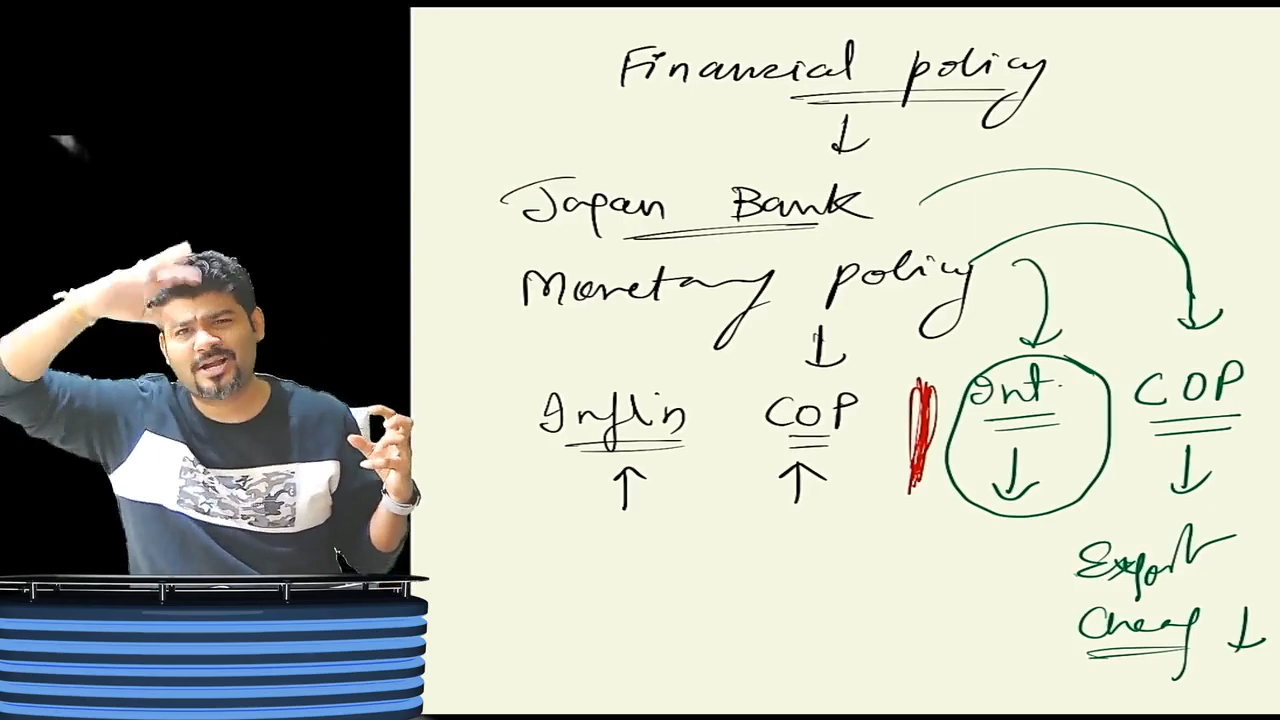 Financial policy
↓
Japan Bank
Monetary policy
↓
Inflin COP Int. COP
↑ ↑ ↓ ↓
Export
Cheap ↓